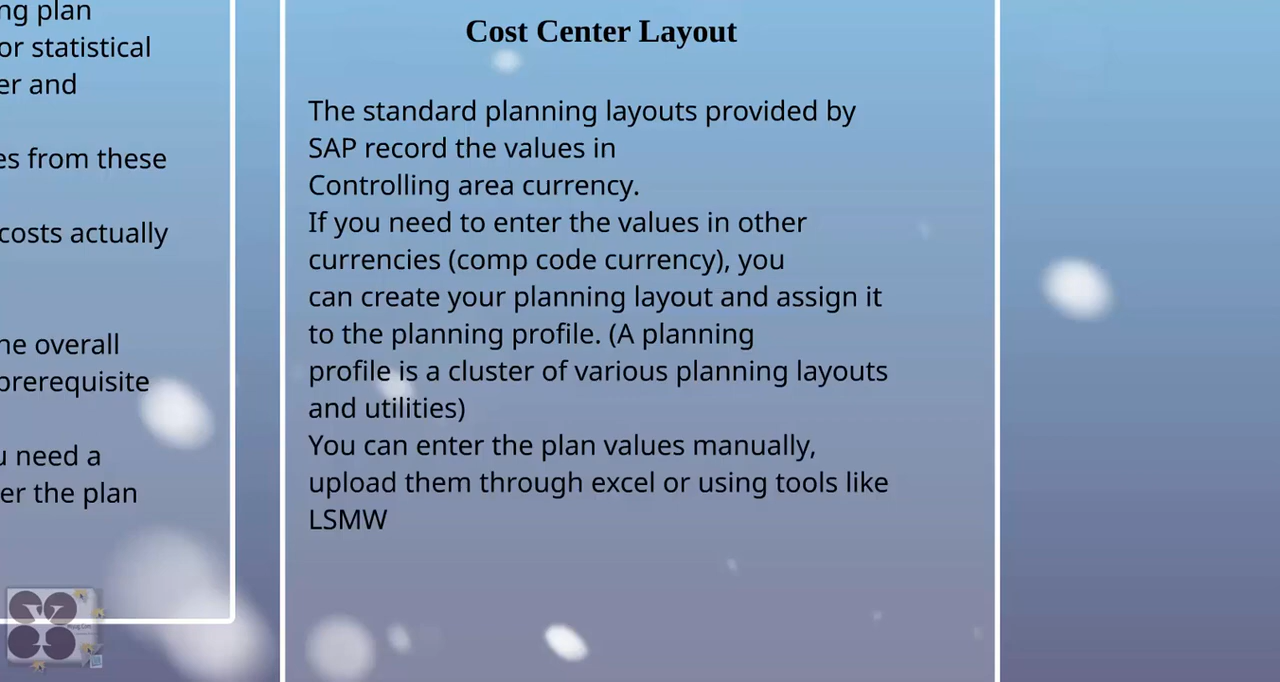 ng plan
or statistical
er and
es from these
costs actually
he overall
prerequisite
u need a
er the plan
Cost Center Layout
The standard planning layouts provided by
SAP record the values in
Controlling area currency.
If you need to enter the values in other
currencies (comp code currency), you
can create your planning layout and assign it
to the planning profile. (A planning
profile is a cluster of various planning layouts
and utilities)
You can enter the plan values manually,
upload them through excel or using tools like
LSMW